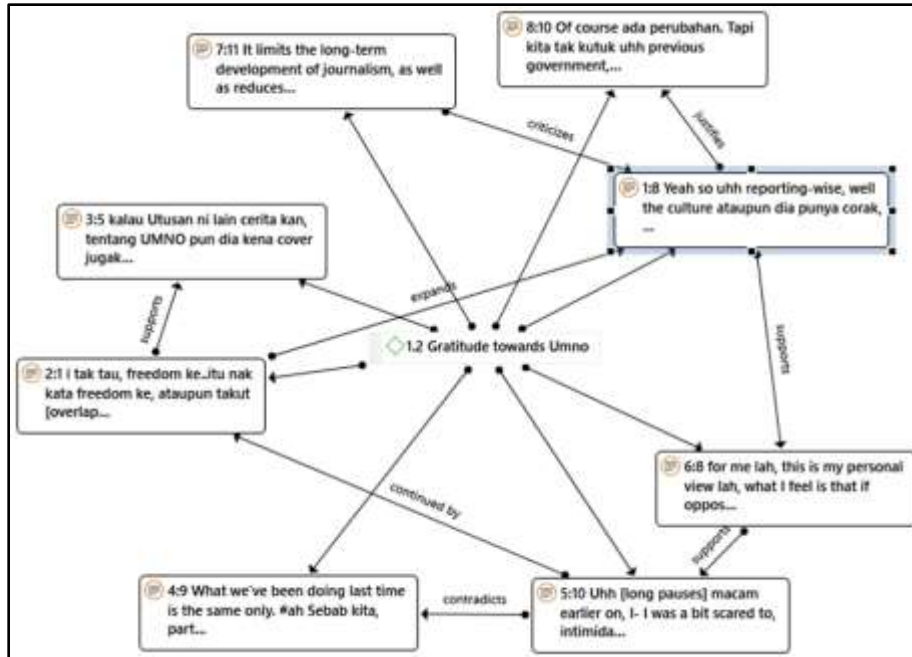 8:10 Of course ada perubahan. Tapi
kita tak kutuk uhh previous
government,...
7:11 It limits the long-term
development of journalism, as well
as reduces...
criticizes
justifies
1:8 Yeah so uhh reporting-wise, well
the culture ataupun dia punya corak,
...
3:5 kalau Utusan ni lain cerita kan,
tentang UMNO pun dia kena cover
jugak...
expands
supports
1.2 Gratitude towards Umno
supports
2:1 i tak tau, freedom ke..itu nak
kata freedom ke, ataupun takut
[overlap...
6:8 for me lah, this is my personal
view lah, what I feel is that if
oppos...
continued by
supports
4:9 What we've been doing last time
is the same only. #ah Sebab kita,
part...
contradicts
5:10 Uhh [long pauses] macam
earlier on, I- I was a bit scared to,
intimida...